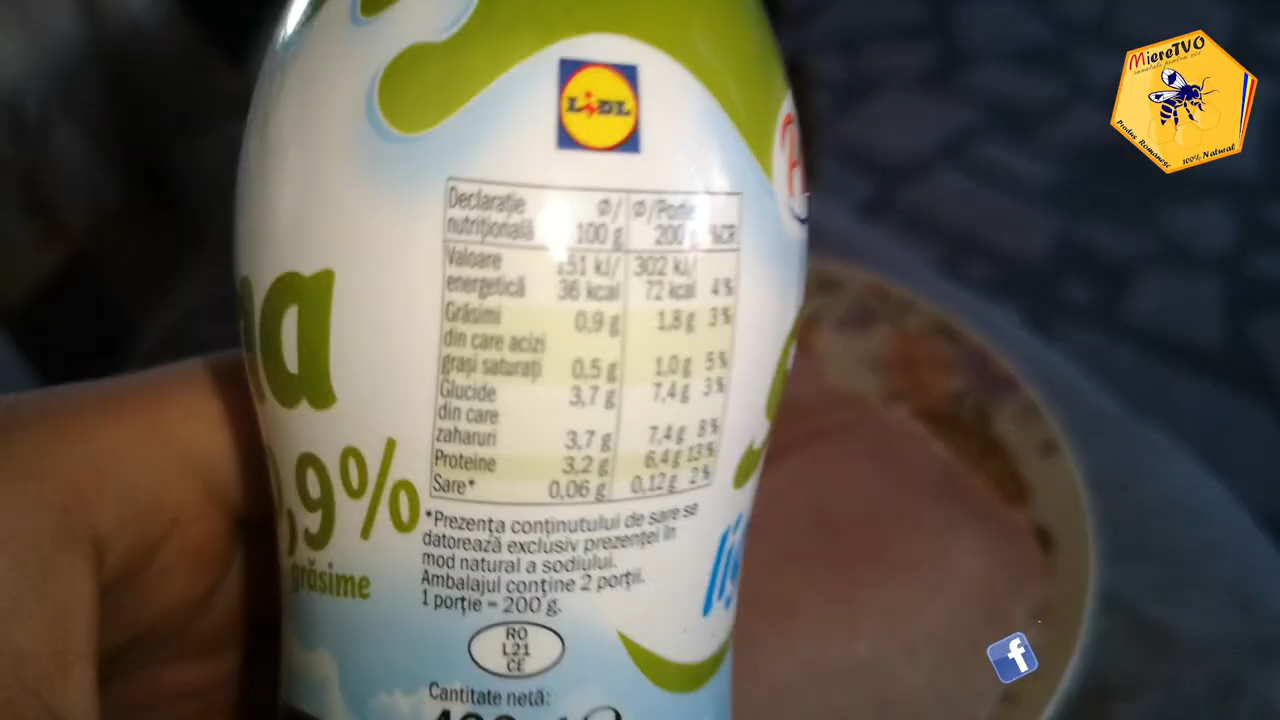 LIDL
MiereTVO
Produs Romanesc
100% Natural
Declarație nutrițională
ø/ 100 g
ø/Porție 200 g
%CR
Valoare energetică
151 kJ/ 36 kcal
302 kJ/ 72 kcal 4%
Grăsimi 0,9 g 1,8 g 3%
din care acizi
grași saturați 0,5 g 1,0 g 5%
Glucide 3,7 g 7,4 g 3%
din care
zaharuri 3,7 g 7,4 g 8%
Proteine 3,2 g 6,4 g 13%
Sare* 0,06 g 0,12 g 2%
*Prezența conținutului de sare se
datorează exclusiv prezenței în
mod natural a sodiului.
Ambalajul conține 2 porții.
1 porție = 200 g.
RO
L21
CE
Cantitate netă:
,9%
grăsime
f